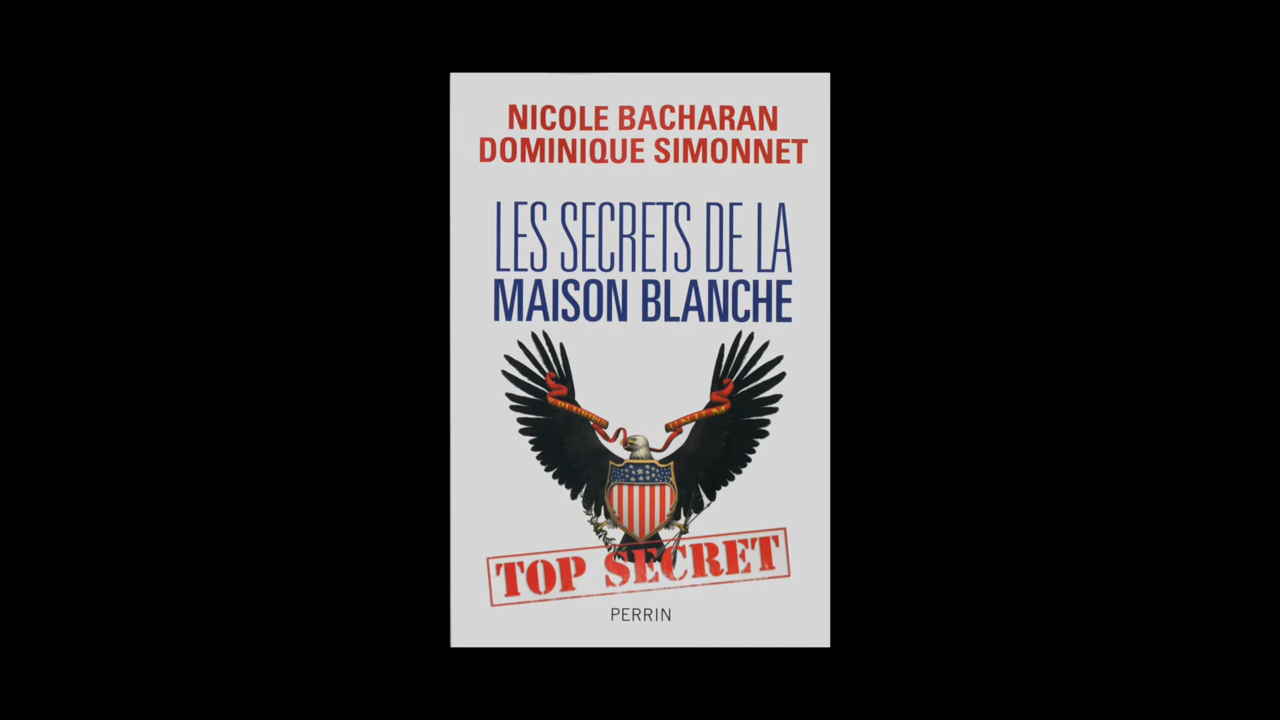 NICOLE BACHARAN
DOMINIQUE SIMONNET
LES SECRETS DE LA
MAISON BLANCHE
TOP SECRET
PERRIN